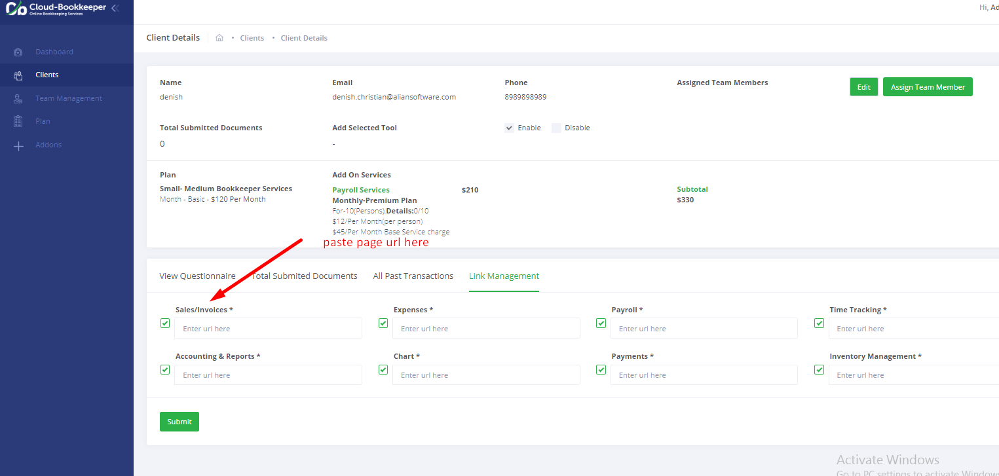 Cloud-Bookkeeper
Online Bookkeeping Services
Hi, Ad
Dashboard
Clients
Team Management
Plan
Addons
Client Details • Clients • Client Details
Name
denish
Email
denish.christian@aliansoftware.com
Phone
8989898989
Assigned Team Members
Edit
Assign Team Member
Total Submitted Documents
0
Add Selected Tool
-
Enable
Disable
Plan
Small- Medium Bookkeeper Services
Month - Basic - $120 Per Month
Add On Services
Payroll Services $210
Monthly-Premium Plan
For-10(Persons),Details:0/10
$12/Per Month(per person)
$45/Per Month Base Service charge
Subtotal
$330
paste page url here
View Questionnaire
Total Submited Documents
All Past Transactions
Link Management
Sales/Invoices *
Enter url here
Expenses *
Enter url here
Payroll *
Enter url here
Time Tracking *
Enter url here
Accounting & Reports *
Enter url here
Chart *
Enter url here
Payments *
Enter url here
Inventory Management *
Enter url here
Submit
Activate Windows
Go to PC settings to activate Windows